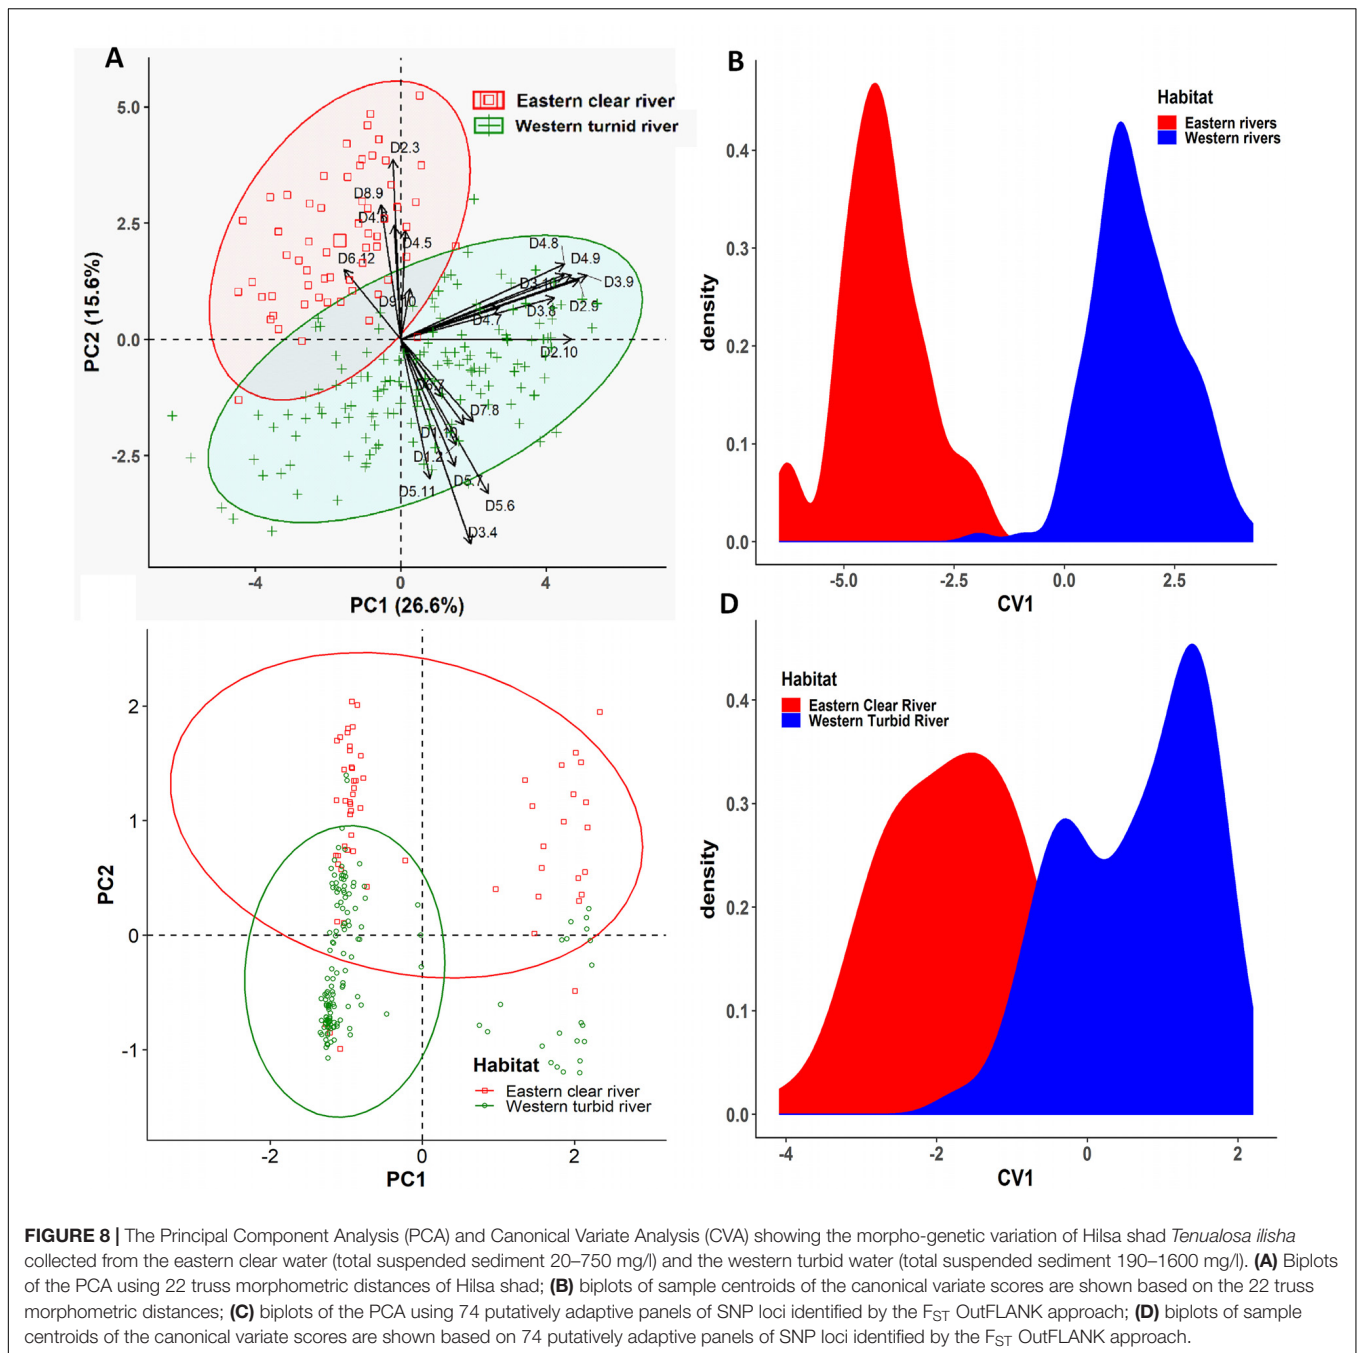 A
Eastern clear river
Western turnid river
5.0
2.5
0.0
-2.5
PC2 (15.6%)
D2.3
D8.9
D4.5
D6.12
D9.10
D4.8
D4.9
D3.10
D3.9
D2.9
D3.8
D4.7
D2.10
D6.7
D7.8
D1.10
D1.2
D5.7
D5.11
D5.6
D3.4
-4
0
4
PC1 (26.6%)
B
Habitat
Eastern rivers
Western rivers
0.4
0.3
0.2
0.1
0.0
density
-5.0
-2.5
0.0
2.5
CV1
2
1
0
-1
PC2
Habitat
Eastern clear river
Western turbid river
-2
0
2
PC1
D
Habitat
Eastern Clear River
Western Turbid River
0.4
0.3
0.2
0.1
0.0
density
-4
-2
0
2
CV1
FIGURE 8 | The Principal Component Analysis (PCA) and Canonical Variate Analysis (CVA) showing the morpho-genetic variation of Hilsa shad Tenualosa ilisha
collected from the eastern clear water (total suspended sediment 20–750 mg/l) and the western turbid water (total suspended sediment 190–1600 mg/l). (A) Biplots
of the PCA using 22 truss morphometric distances of Hilsa shad; (B) biplots of sample centroids of the canonical variate scores are shown based on the 22 truss
morphometric distances; (C) biplots of the PCA using 74 putatively adaptive panels of SNP loci identified by the FST OutFLANK approach; (D) biplots of sample
centroids of the canonical variate scores are shown based on 74 putatively adaptive panels of SNP loci identified by the FST OutFLANK approach.